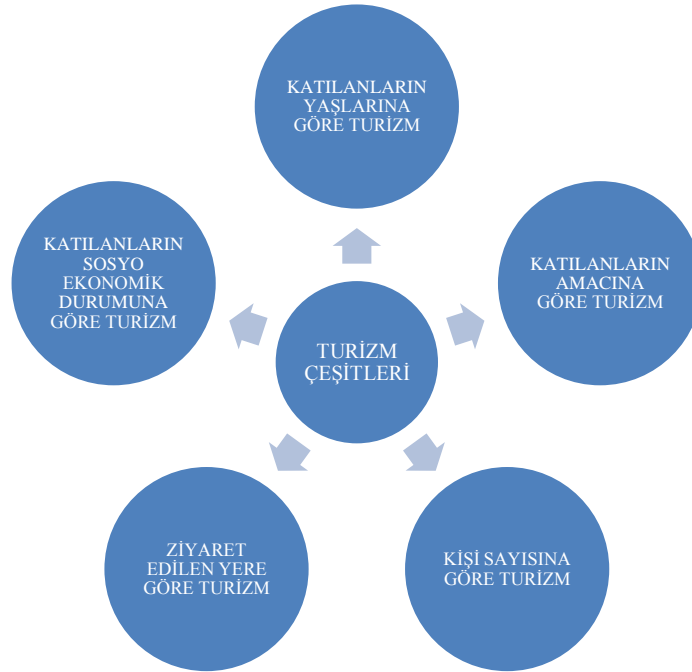 KATILANLARIN
YAŞLARINA
GÖRE TURİZM
KATILANLARIN
SOSYO
EKONOMİK
DURUMUNA
GÖRE TURİZM
KATILANLARIN
AMACINA
GÖRE TURİZM
TURİZM
ÇEŞİTLERİ
ZİYARET
EDİLEN YERE
GÖRE TURİZM
KİŞİ SAYISINA
GÖRE TURİZM